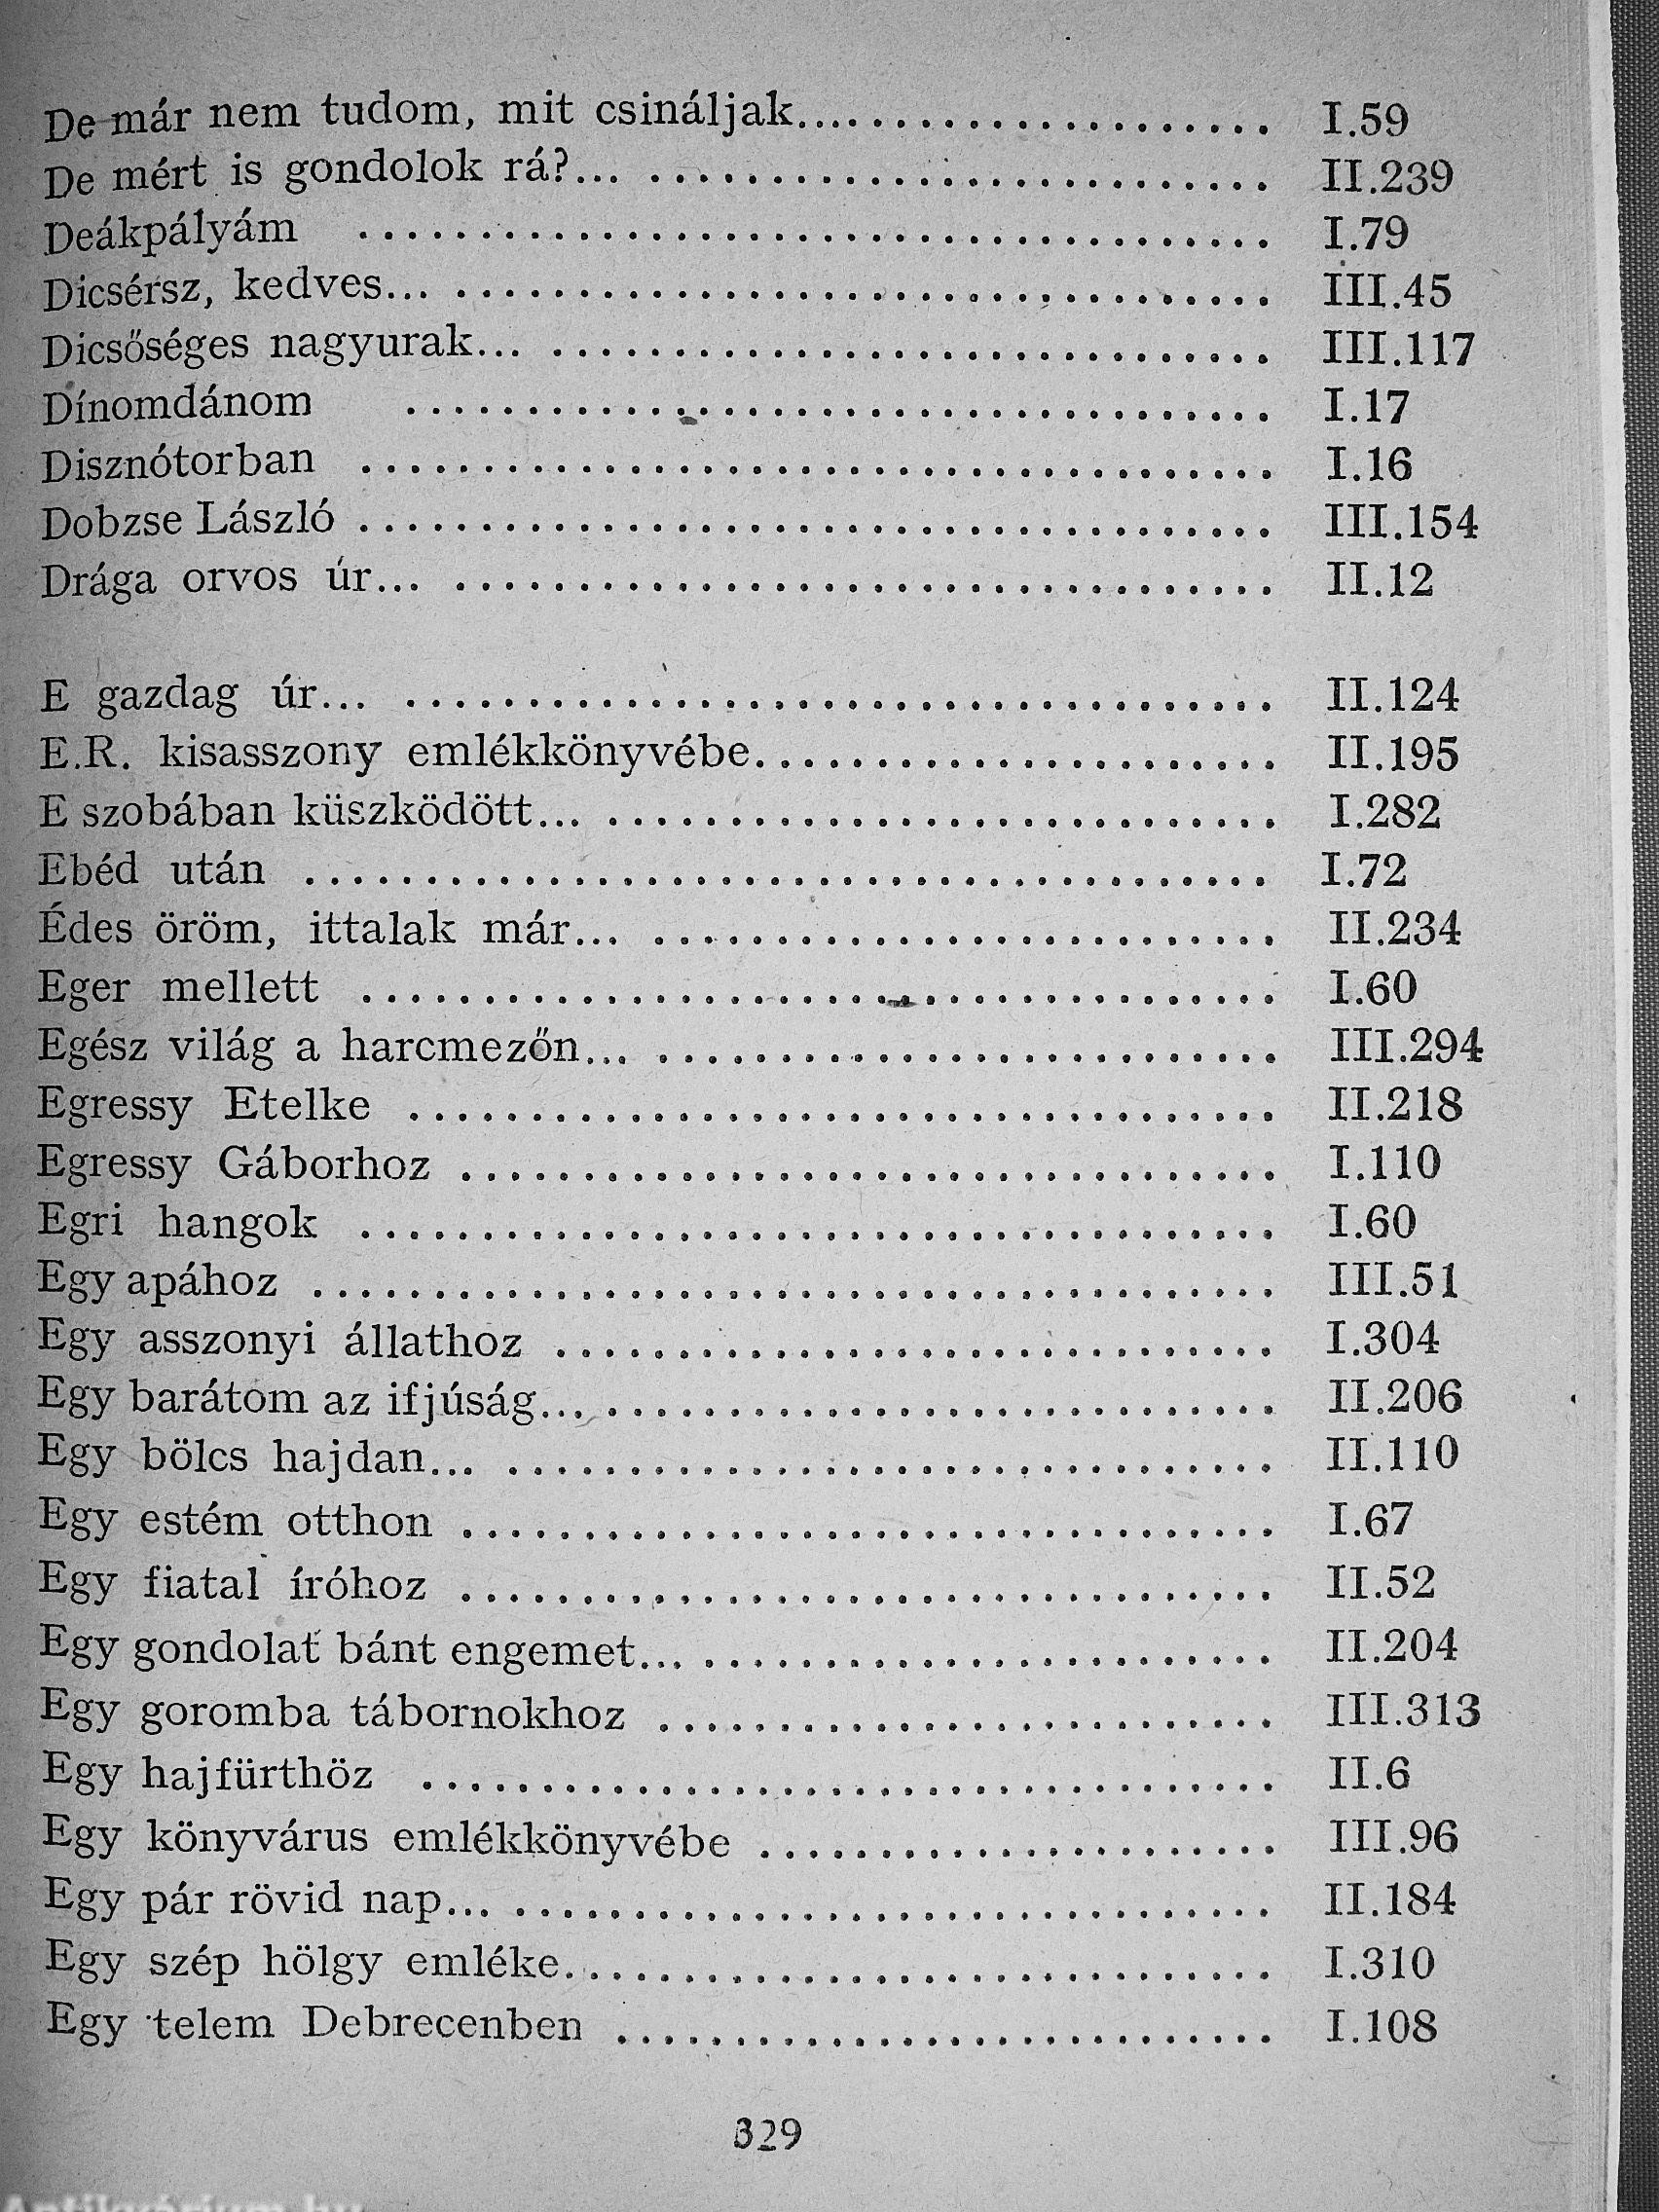 De már nem tudom, mit csináljak... I.59
De mért is gondolok rá?... II.239
Deákpályám I.79
Dicsérsz, kedves... III.45
Dicsőséges nagyurak... III.117
Dínomdánom I.17
Disznótorban I.16
Dobzse László III.154
Drága orvos úr... II.12
E gazdag úr... II.124
E.R. kisasszony emlékkönyvébe II.195
E szobában küszködött... I.282
Ebéd után I.72
Édes öröm, ittalak már... II.234
Eger mellett I.60
Egész világ a harcmezőn... III.294
Egressy Etelke II.218
Egressy Gáborhoz I.110
Egri hangok I.60
Egy apához III.51
Egy asszonyi állathoz I.304
Egy barátom az ifjúság... II.206
Egy bölcs hajdan... II.110
Egy estém otthon I.67
Egy fiatal íróhoz II.52
Egy gondolat bánt engemet... II.204
Egy goromba tábornokhoz III.313
Egy hajfürthöz II.6
Egy könyvárus emlékkönyvébe III.96
Egy pár rövid nap... II.184
Egy szép hölgy emléke I.310
Egy telem Debrecenben I.108
329